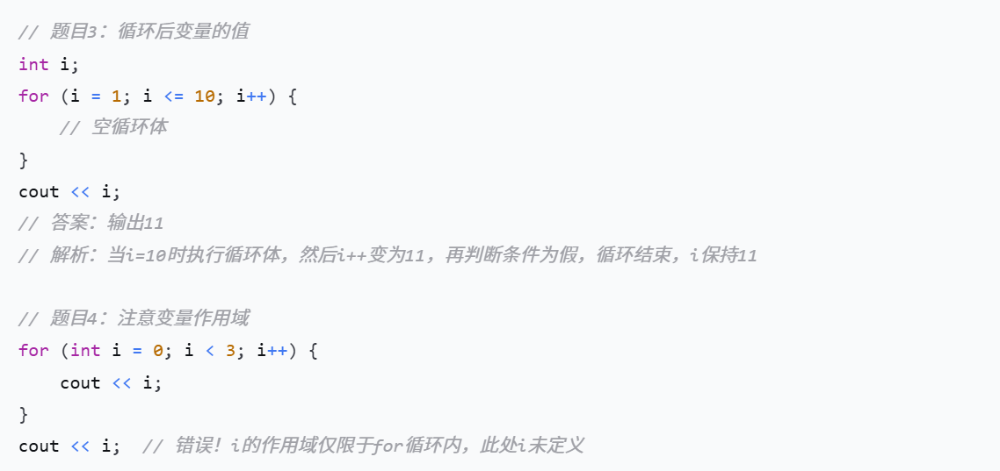 // 题目3：循环后变量的值
int i;
for (i = 1; i <= 10; i++) {
    // 空循环体
}
cout << i;
// 答案：输出11
// 解析：当i=10时执行循环体，然后i++变为11，再判断条件为假，循环结束，i保持11

// 题目4：注意变量作用域
for (int i = 0; i < 3; i++) {
    cout << i;
}
cout << i;  // 错误！i的作用域仅限于for循环内，此处i未定义